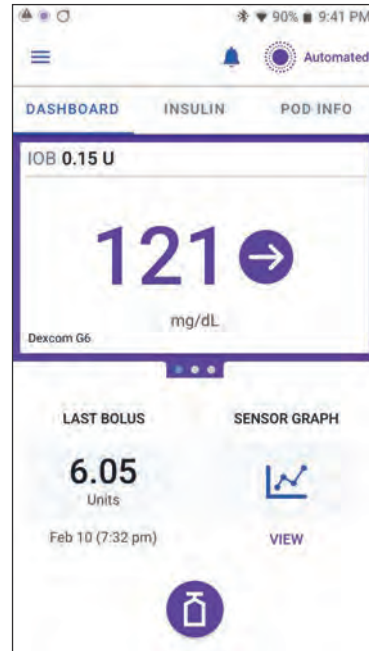 90% 9:41 PM
Automated
DASHBOARD INSULIN POD INFO
IOB 0.15 U
121
mg/dL
Dexcom G6
LAST BOLUS SENSOR GRAPH
6.05
Units
Feb 10 (7:32 pm) VIEW